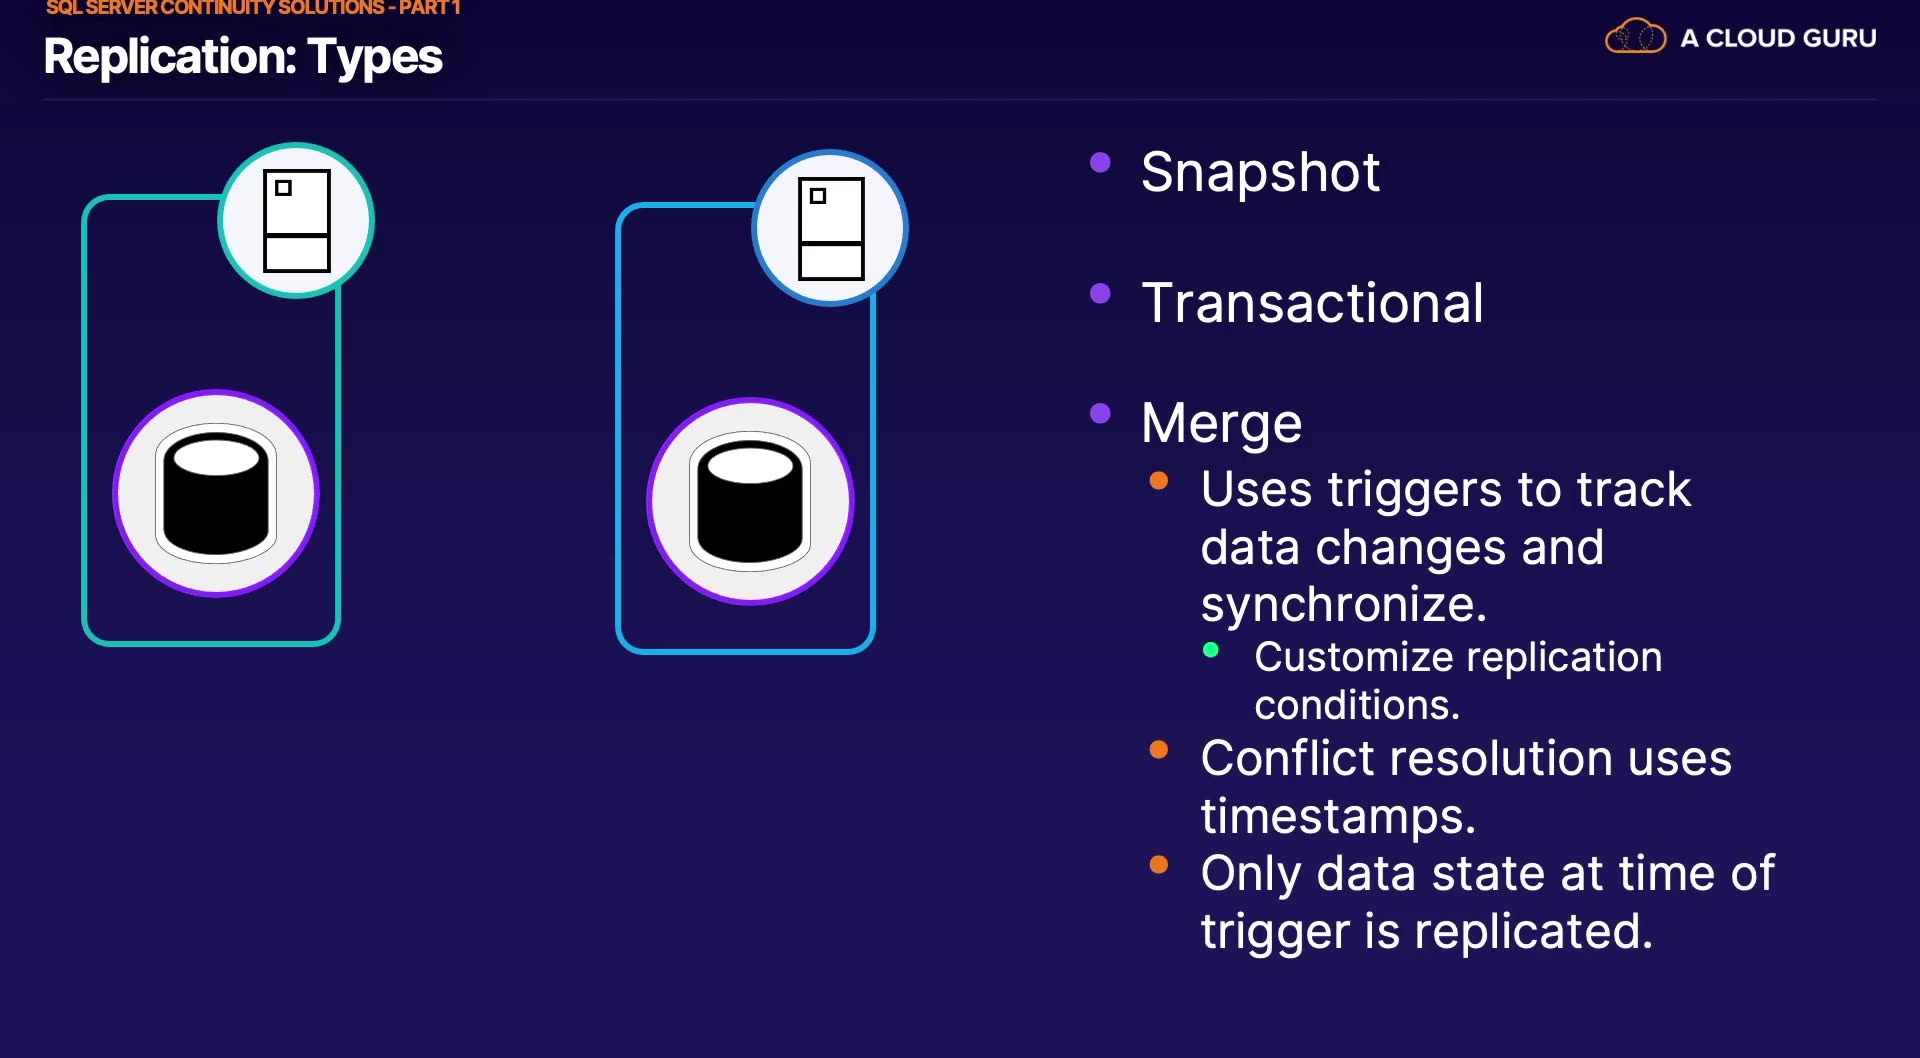 SQL SERVER CONTINUITY SOLUTIONS - PART 1
Replication: Types
A CLOUD GURU
Snapshot
Transactional
Merge
Uses triggers to track
data changes and
synchronize.
Customize replication
conditions.
Conflict resolution uses
timestamps.
Only data state at time of
trigger is replicated.